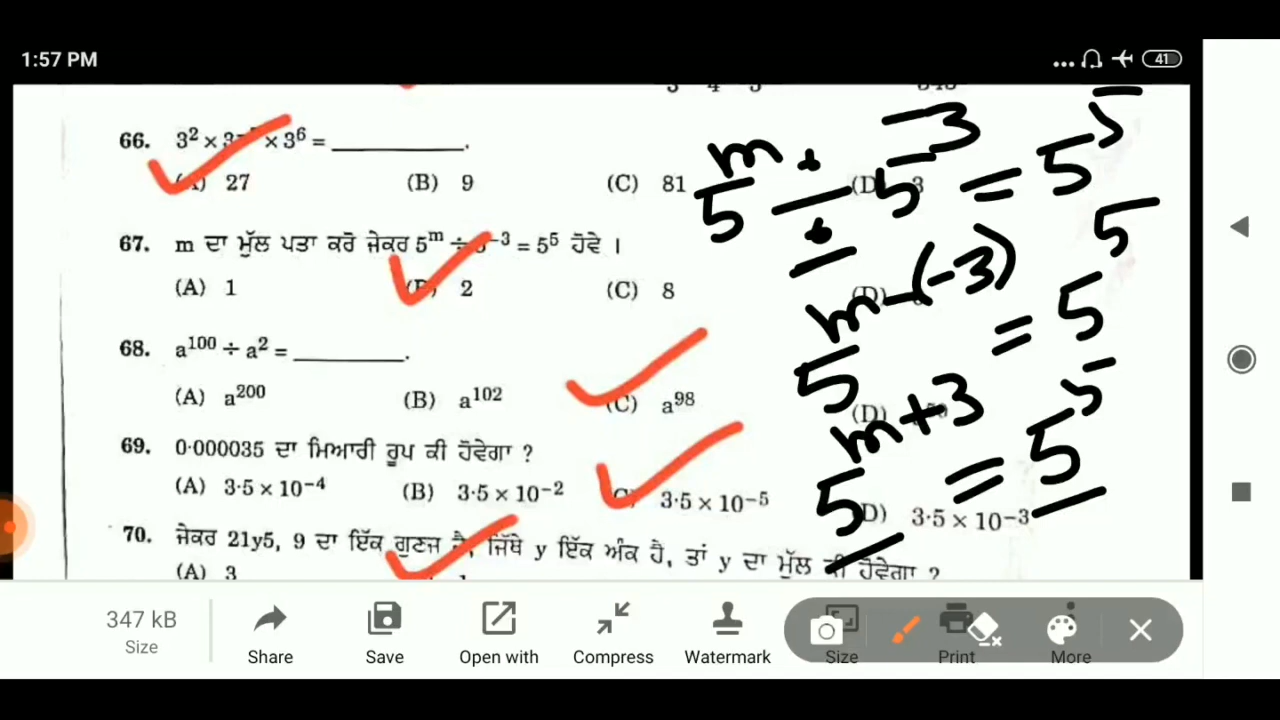 1:57 PM
41
66. 3² × 3⁻⁵ × 3⁶ = ________.
(A) 27 (B) 9 (C) 81 (D) 3
67. m ਦਾ ਮੁੱਲ ਪਤਾ ਕਰੋ ਜੇਕਰ 5ᵐ ÷ 5⁻³ = 5⁵ ਹੋਵੇ ।
(A) 1 (B) 2 (C) 8 (D)
68. a¹⁰⁰ ÷ a² = ________.
(A) a²⁰⁰ (B) a¹⁰² (C) a⁹⁸ (D)
69. 0·000035 ਦਾ ਮਿਆਰੀ ਰੂਪ ਕੀ ਹੋਵੇਗਾ ?
(A) 3·5 × 10⁻⁴ (B) 3·5 × 10⁻² (C) 3·5 × 10⁻⁵ (D) 3·5 × 10⁻³
70. ਜੇਕਰ 21y5, 9 ਦਾ ਇੱਕ ਗੁਣਜ ਹੈ, ਜਿੱਥੇ y ਇੱਕ ਅੰਕ ਹੈ, ਤਾਂ y ਦਾ ਮੁੱਲ ਕੀ ਹੋਵੇਗਾ ?
(A) 3
5ᵐ ÷ 5⁻³ = 5⁵
5ᵐ⁻⁽⁻³⁾ = 5⁵
5ᵐ⁺³ = 5⁵
347 kB
Size
Share Save Open with Compress Watermark Size Print More